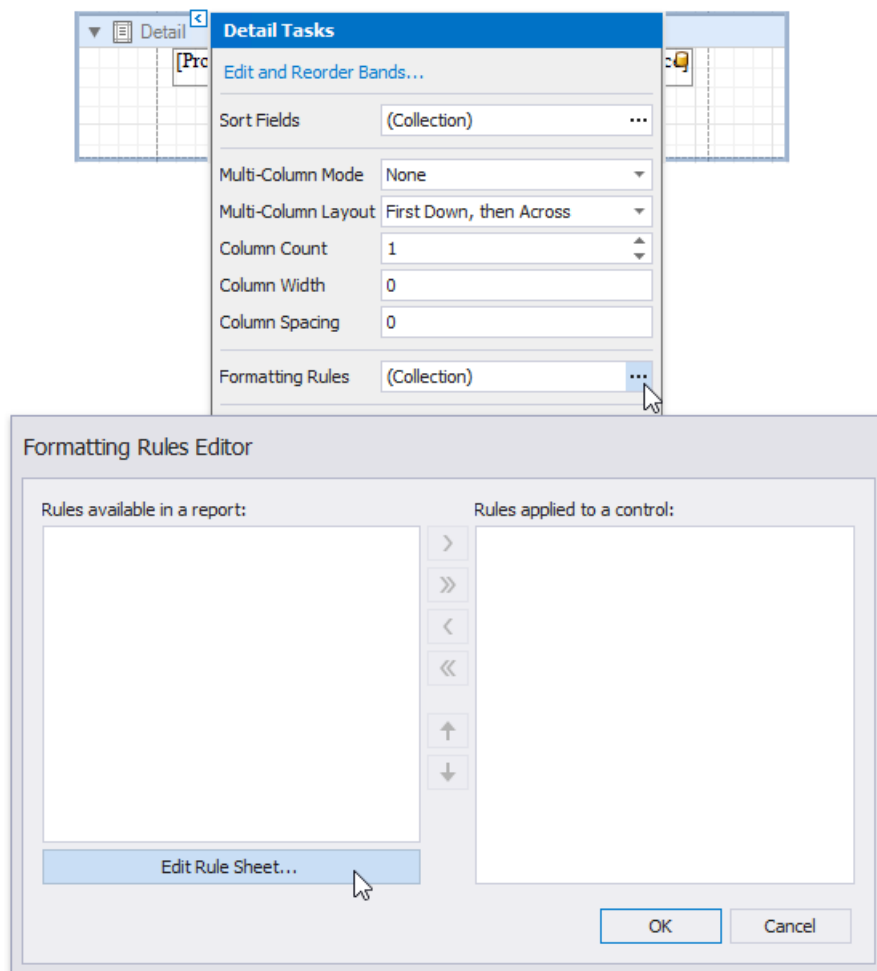 Detail
Detail Tasks
[Pro
Edit and Reorder Bands...
Sort Fields (Collection) ...
Multi-Column Mode None
Multi-Column Layout First Down, then Across
Column Count 1
Column Width 0
Column Spacing 0
Formatting Rules (Collection) ...
Formatting Rules Editor
Rules available in a report: Rules applied to a control:
Edit Rule Sheet...
OK Cancel